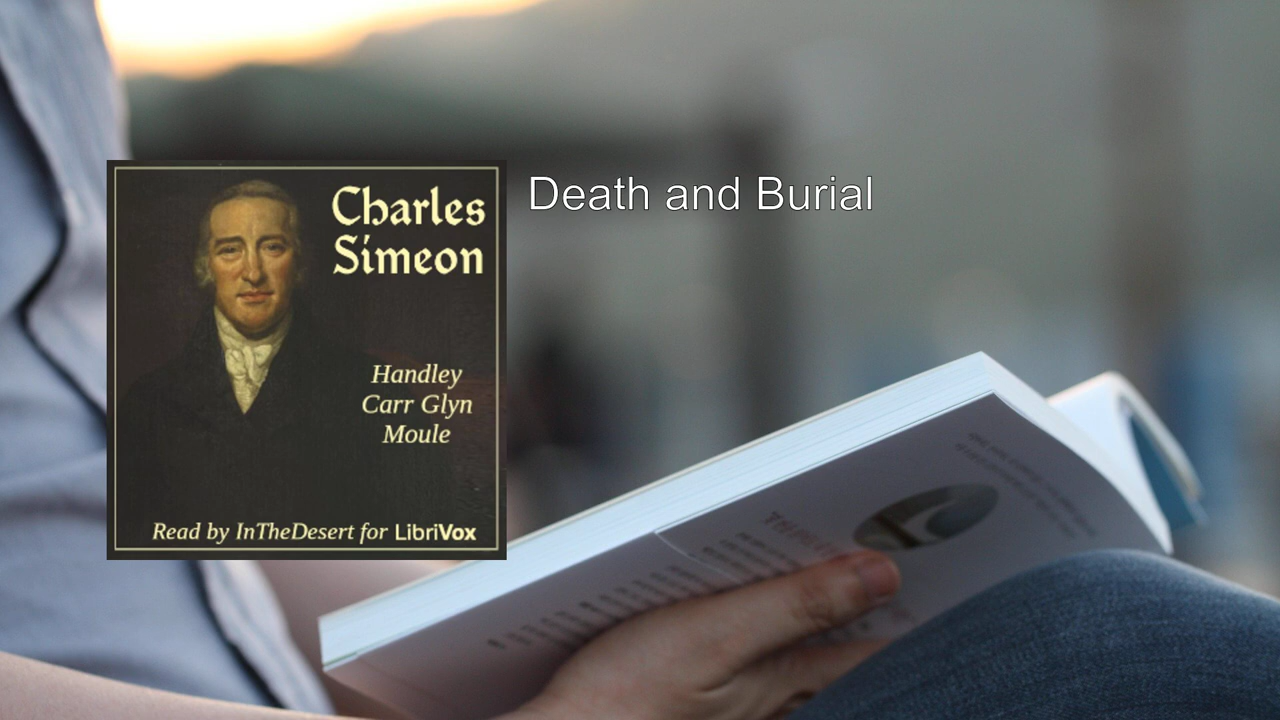 Charles
Simeon
Handley
Carr Glyn
Moule
Read by InTheDesert for LibriVox
Death and Burial